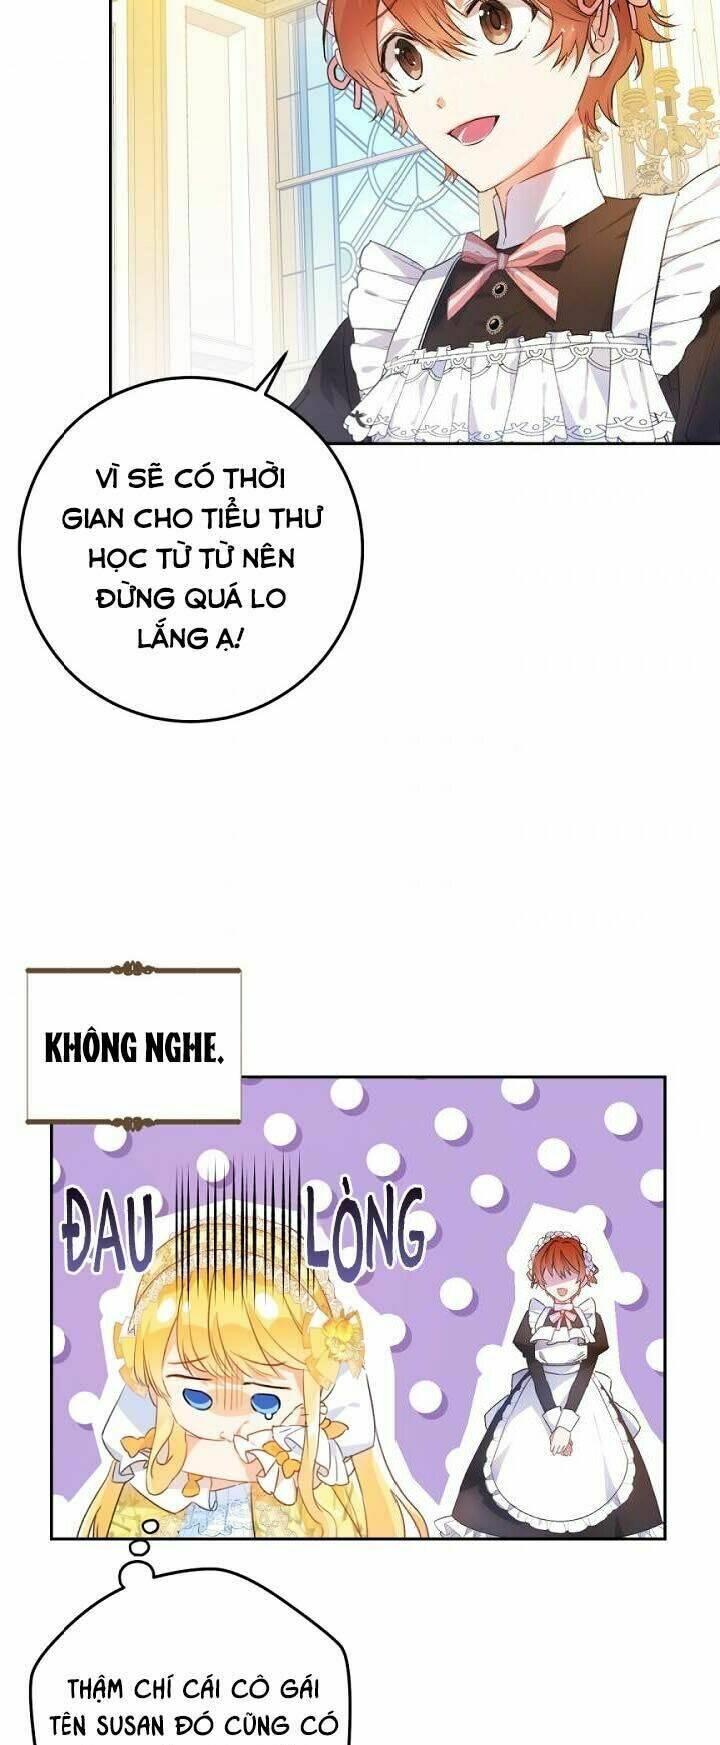 VÌ SẼ CÓ THỜI
GIAN CHO TIỂU THƯ
HỌC TỪ TỪ NÊN
ĐỪNG QUÁ LO
LẮNG Ạ!
KHÔNG NGHE.
ĐAU LÒNG
THẬM CHÍ CÁI CÔ GÁI
TÊN SUSAN ĐÓ CŨNG CÓ